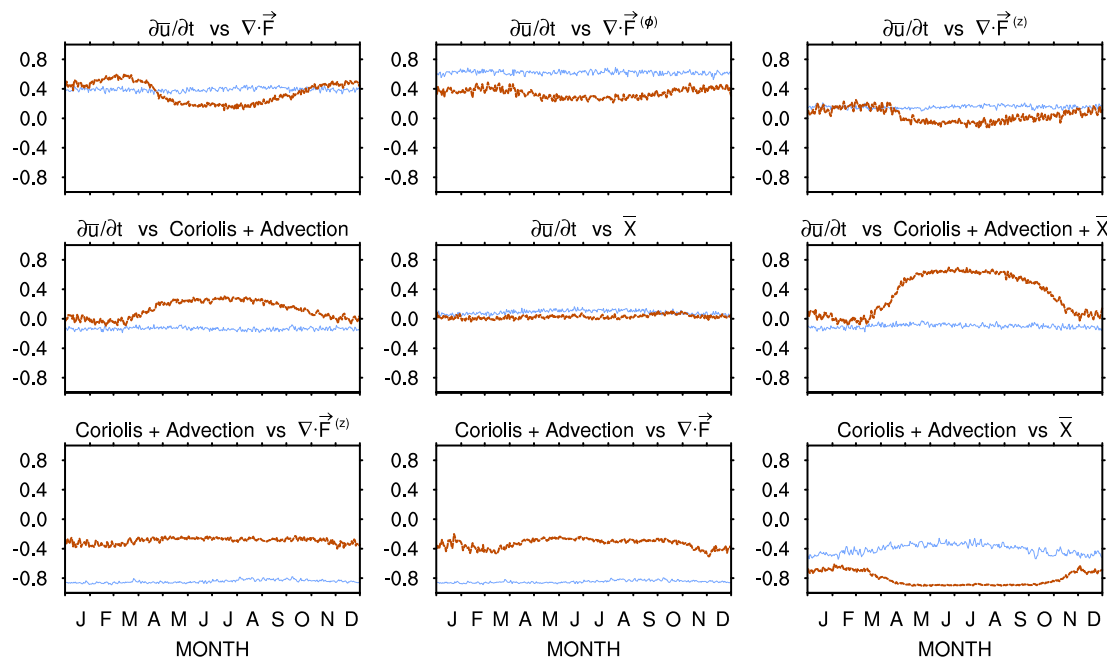 ∂u̅/∂t vs ∇·F⃗
∂u̅/∂t vs ∇·F⃗ (ϕ)
∂u̅/∂t vs ∇·F⃗ (z)
0.8 0.8 0.8
0.4 0.4 0.4
0.0 0.0 0.0
-0.4 -0.4 -0.4
-0.8 -0.8 -0.8
∂u̅/∂t vs Coriolis + Advection
∂u̅/∂t vs X̅
∂u̅/∂t vs Coriolis + Advection + X̅
0.8 0.8 0.8
0.4 0.4 0.4
0.0 0.0 0.0
-0.4 -0.4 -0.4
-0.8 -0.8 -0.8
Coriolis + Advection vs ∇·F⃗ (z)
Coriolis + Advection vs ∇·F⃗
Coriolis + Advection vs X̅
0.8 0.8 0.8
0.4 0.4 0.4
0.0 0.0 0.0
-0.4 -0.4 -0.4
-0.8 -0.8 -0.8
J F M A M J J A S O N D
J F M A M J J A S O N D
J F M A M J J A S O N D
MONTH MONTH MONTH